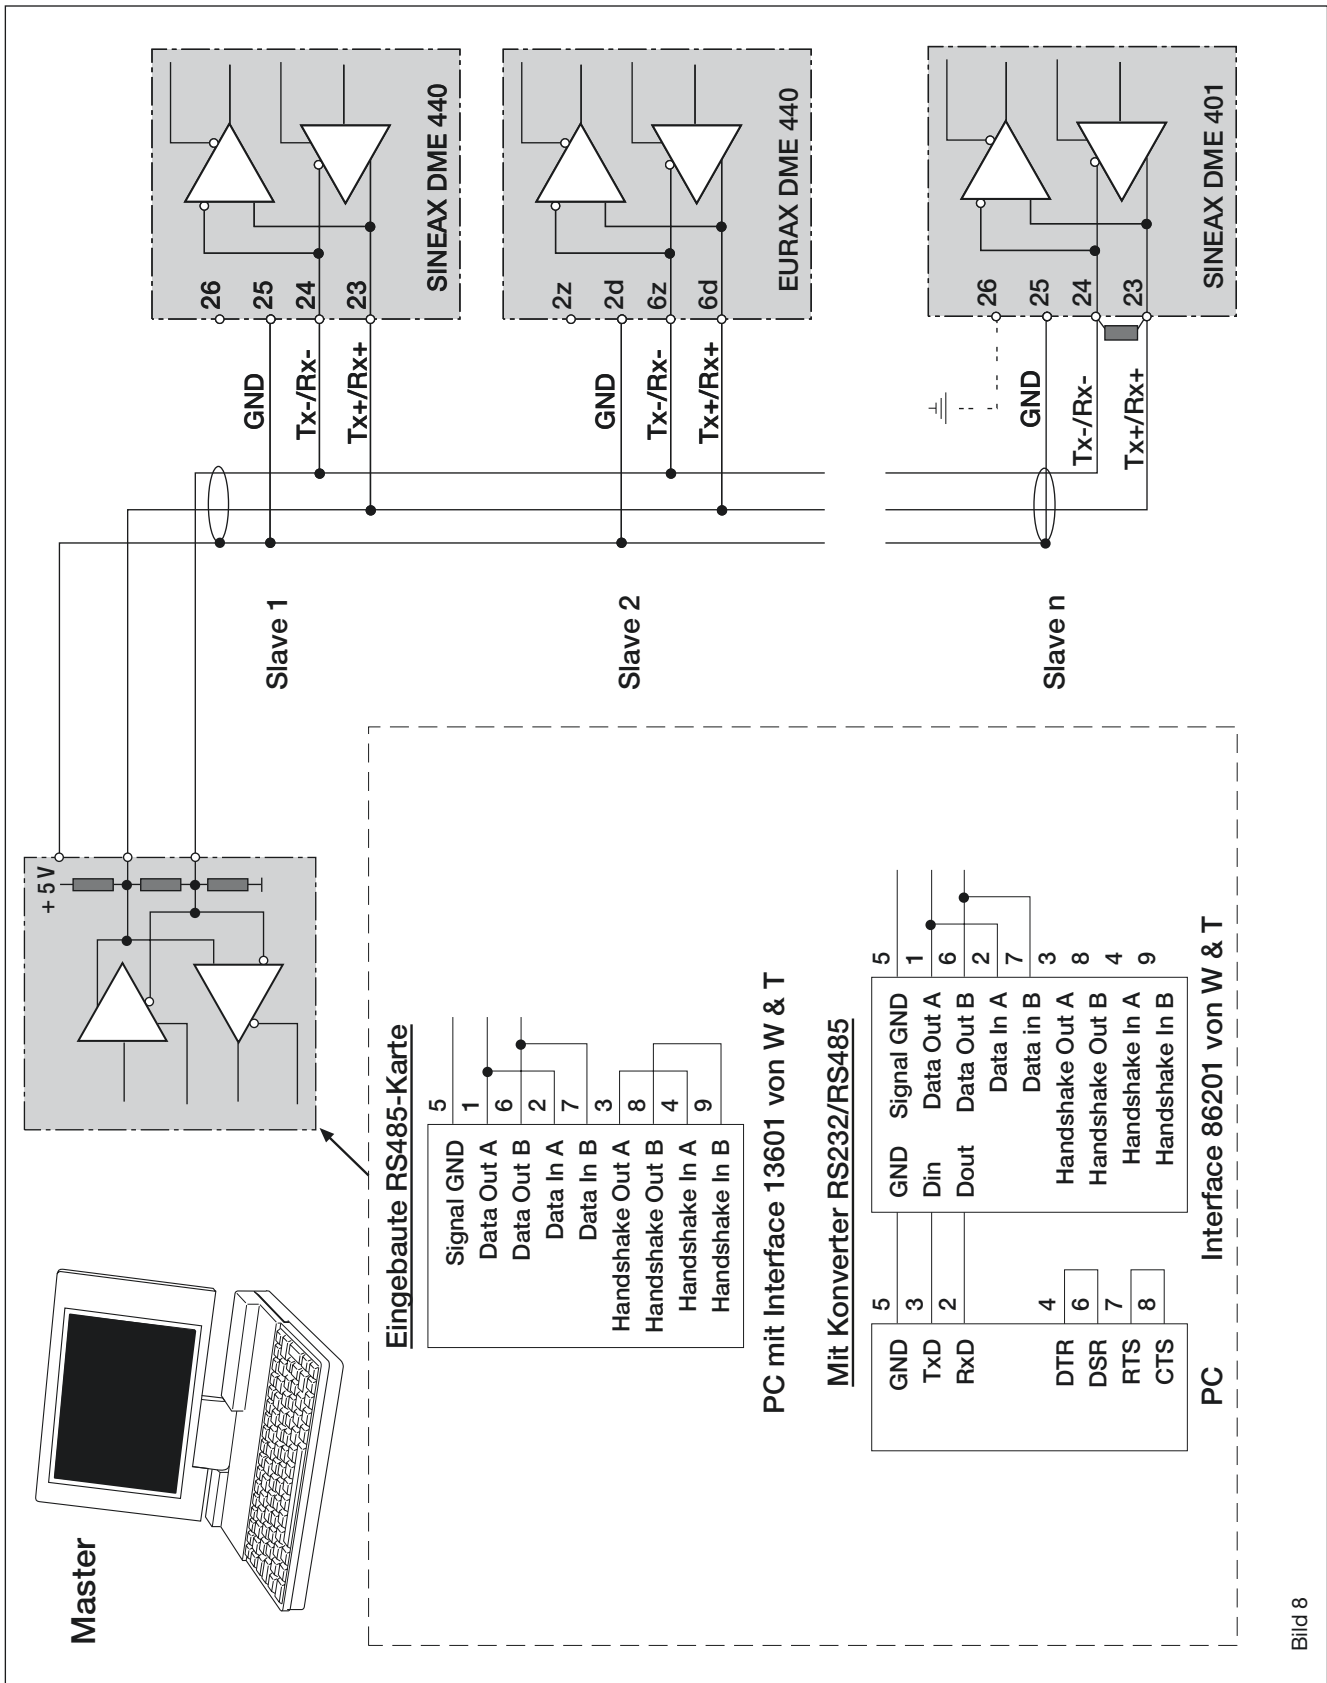 Master
+ 5 V
SINEAX DME 440
26
25
24
23
GND
Tx-/Rx-
Tx+/Rx+
Slave 1
EURAX DME 440
2z
2d
6z
6d
GND
Tx-/Rx-
Tx+/Rx+
Slave 2
SINEAX DME 401
26
25
24
23
GND
Tx-/Rx-
Tx+/Rx+
Slave n
Eingebaute RS485-Karte
Signal GND 5
Data Out A 1
Data Out B 6
Data In A 2
Data In B 7
Handshake Out A 3
Handshake Out B 8
Handshake In A 4
Handshake In B 9
PC mit Interface 13601 von W & T
Mit Konverter RS232/RS485
GND 5
TxD 3
RxD 2
DTR 4
DSR 6
RTS 7
CTS 8
PC
GND Signal GND 5
Din Data Out A 1
Dout Data Out B 6
Data In A 2
Data in B 7
Handshake Out A 3
Handshake Out B 8
Handshake In A 4
Handshake In B 9
Interface 86201 von W & T
Bild 8